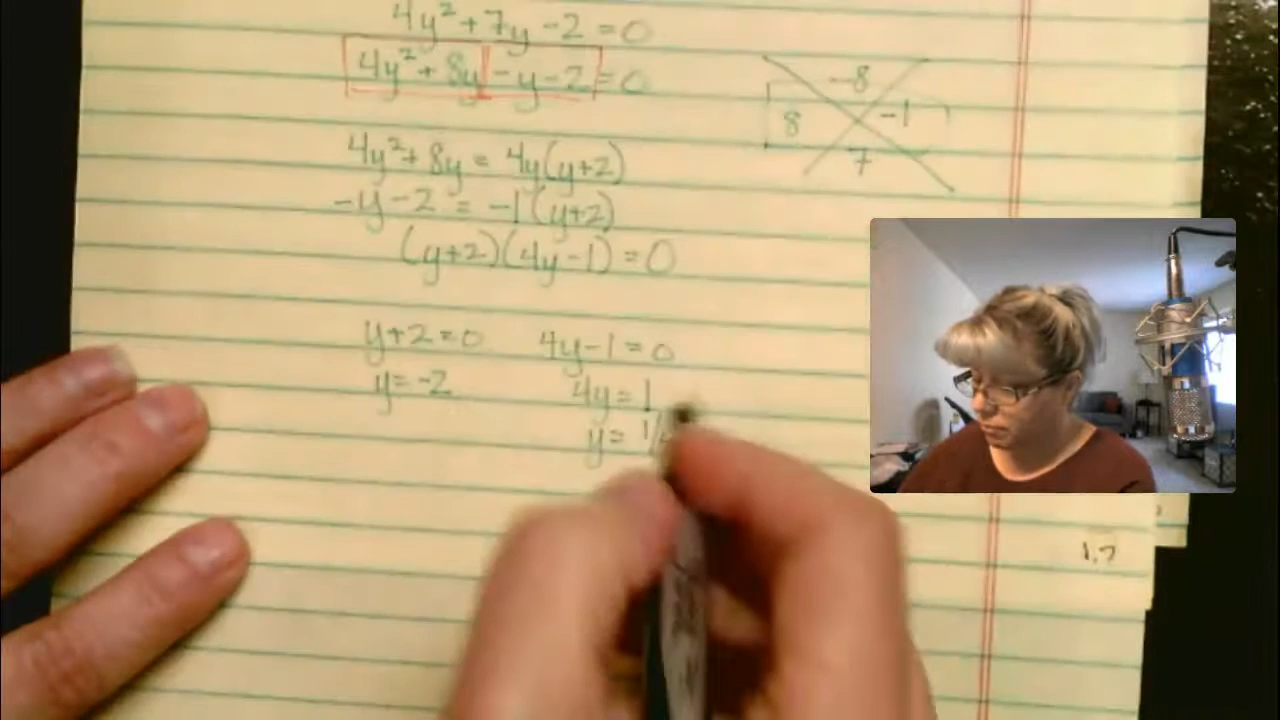 4y²+7y-2=0
4y²+8y-y-2=0
-8
8 -1
7
4y²+8y=4y(y+2)
-y-2=-1(y+2)
(y+2)(4y-1)=0
y+2=0 4y-1=0
y=-2 4y=1
y=1/